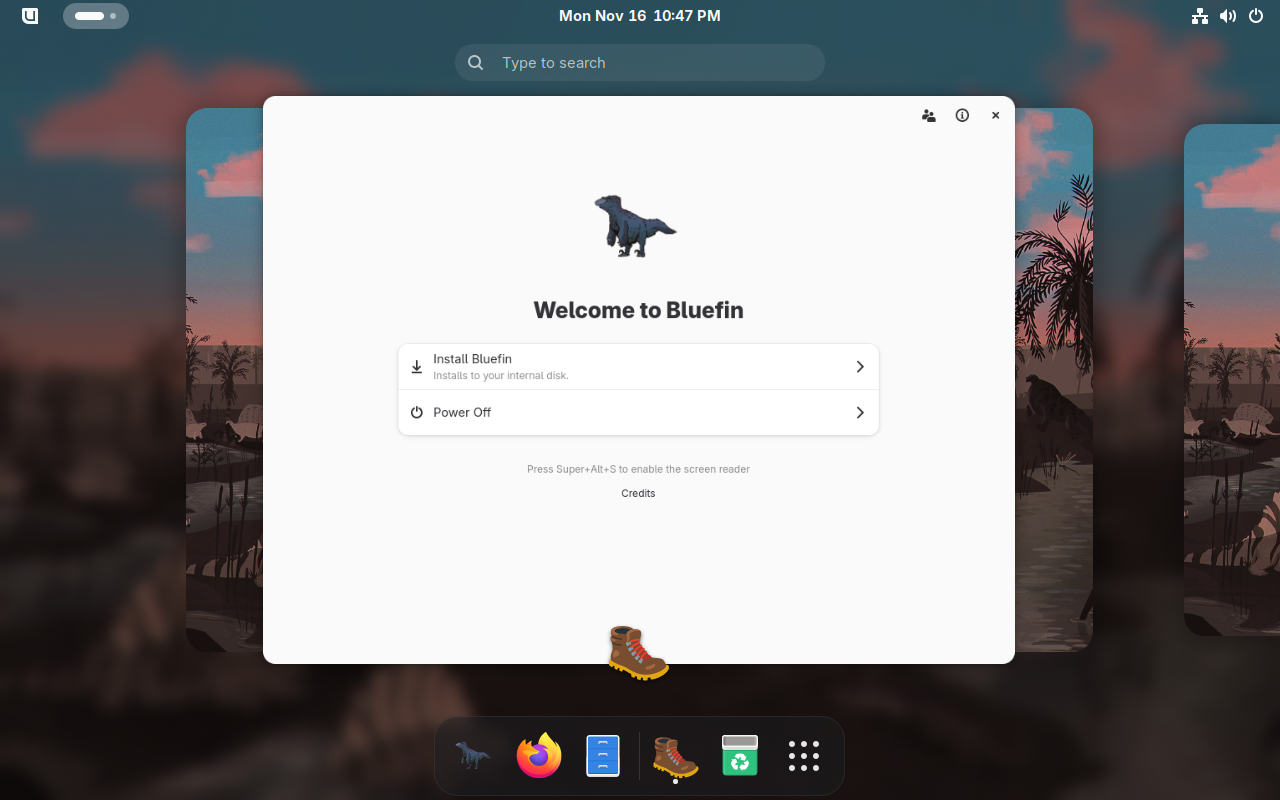 Mon Nov 16 10:47 PM
Type to search
Welcome to Bluefin
Install Bluefin
Installs to your internal disk.
Power Off
Press Super+Alt+S to enable the screen reader
Credits